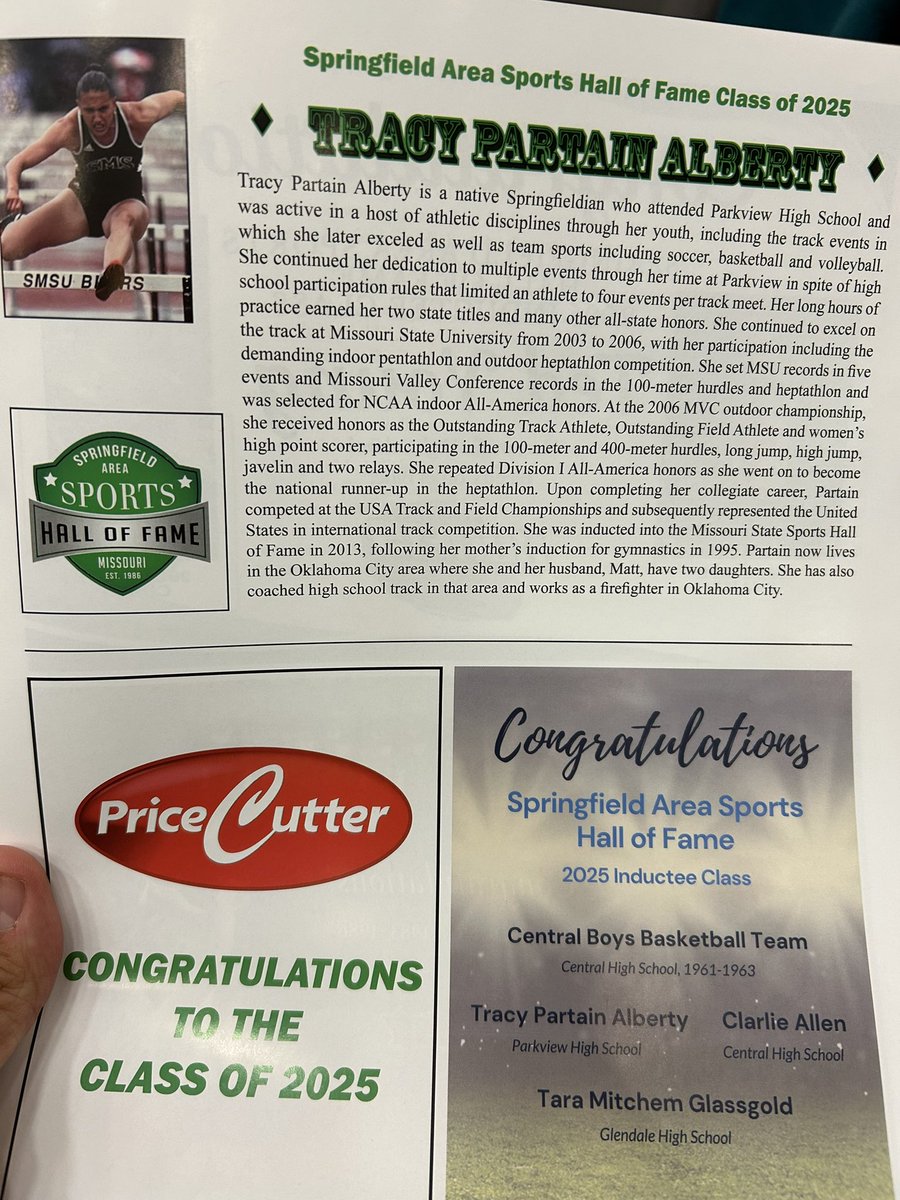 Springfield Area Sports Hall of Fame Class of 2025
TRACY PARTAIN ALBERTY
SMS
SMSU BEARS
Tracy Partain Alberty is a native Springfieldian who attended Parkview High School and
was active in a host of athletic disciplines through her youth, including the track events in
which she later exceled as well as team sports including soccer, basketball and volleyball.
She continued her dedication to multiple events through her time at Parkview in spite of high
school participation rules that limited an athlete to four events per track meet. Her long hours of
practice earned her two state titles and many other all-state honors. She continued to excel on
the track at Missouri State University from 2003 to 2006, with her participation including the
demanding indoor pentathlon and outdoor heptathlon competition. She set MSU records in five
events and Missouri Valley Conference records in the 100-meter hurdles and heptathlon and
was selected for NCAA indoor All-America honors. At the 2006 MVC outdoor championship,
she received honors as the Outstanding Track Athlete, Outstanding Field Athlete and women's
high point scorer, participating in the 100-meter and 400-meter hurdles, long jump, high jump,
javelin and two relays. She repeated Division I All-America honors as she went on to become
the national runner-up in the heptathlon. Upon completing her collegiate career, Partain
competed at the USA Track and Field Championships and subsequently represented the United
States in international track competition. She was inducted into the Missouri State Sports Hall
of Fame in 2013, following her mother's induction for gymnastics in 1995. Partain now lives
in the Oklahoma City area where she and her husband, Matt, have two daughters. She has also
coached high school track in that area and works as a firefighter in Oklahoma City.
SPRINGFIELD
AREA
SPORTS
HALL OF FAME
MISSOURI
EST. 1986
PriceCutter
CONGRATULATIONS
TO THE
CLASS OF 2025
Congratulations
Springfield Area Sports
Hall of Fame
2025 Inductee Class
Central Boys Basketball Team
Central High School, 1961-1963
Tracy Partain Alberty Clarlie Allen
Parkview High School Central High School
Tara Mitchem Glassgold
Glendale High School